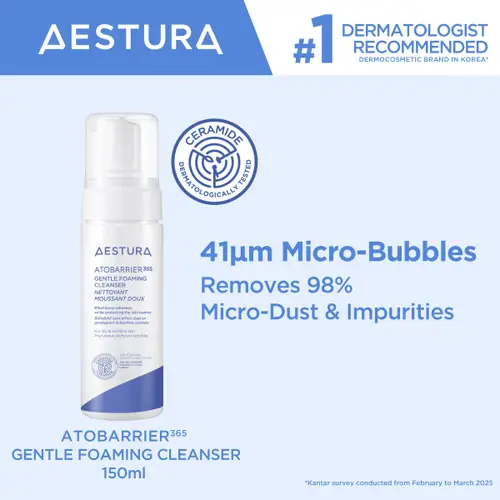 AESTURA
#1 DERMATOLOGIST
RECOMMENDED
DERMOCOSMETIC BRAND IN KOREA*
CERAMIDE
DERMATOLOGICALLY TESTED
AESTURA
ATOBARRIER365
GENTLE FOAMING
CLEANSER
NETTOYANT
MOUSSANT DOUX
41μm Micro-Bubbles
Removes 98%
Micro-Dust & Impurities
ATOBARRIER365
GENTLE FOAMING CLEANSER
150ml
*Kantar survey conducted from February to March 2025